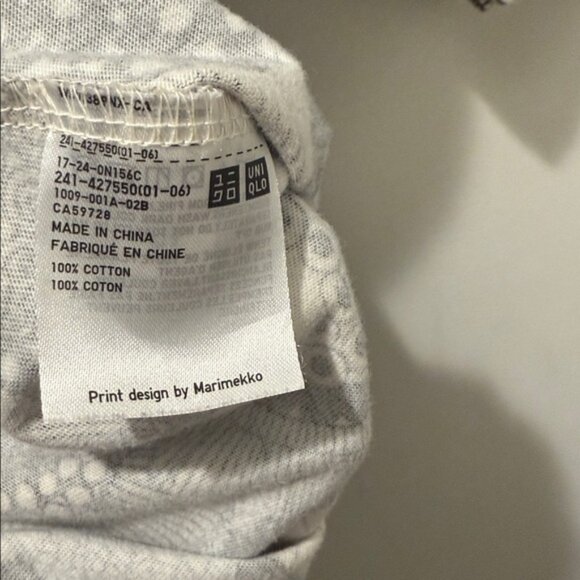 241-427550(01-06)
17-24-0N156C
241-427550(01-06)
1009-001A-02B
CA59728
MADE IN CHINA
FABRIQUÉ EN CHINE
100% COTTON
100% COTON
ユニ
クロ
UNI
QLO
Print design by Marimekko